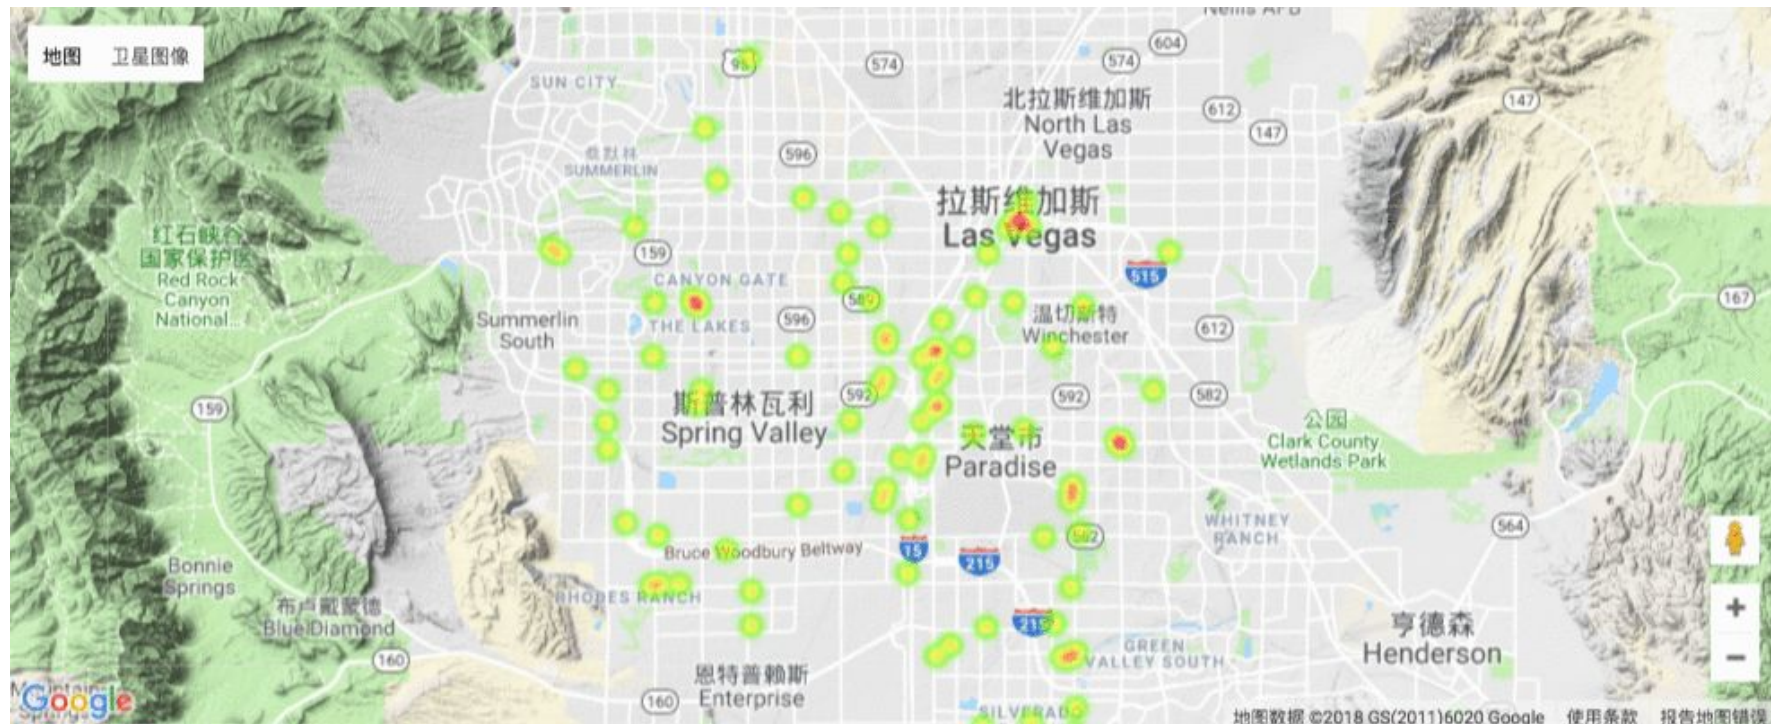 Nellis AFB
地图
卫星图像
604
574
574
SUN CITY
北拉斯维加斯
North Las
Vegas
147
612
147
596
SUMMERLIN
拉斯维加斯
Las Vegas
红石峡谷
国家保护区
Red Rock
Canyon
National...
159
CANYON GATE
515
167
589
温切斯特
Winchester
Summerlin
South
THE LAKES
596
612
159
592
592
582
斯普林瓦利
Spring Valley
公园
Clark County
Wetlands Park
天堂市
Paradise
WHITNEY
RANCH
564
Bruce Woodbury Beltway
15
215
Bonnie
Springs
RHODES RANCH
布卢戴蒙德
Blue Diamond
215
亨德森
Henderson
GREEN
VALLEY SOUTH
160
恩特普赖斯
Enterprise
160
SILVERADO
Google
地图数据 ©2018 GS(2011)6020 Google
使用条款
报告地图错误